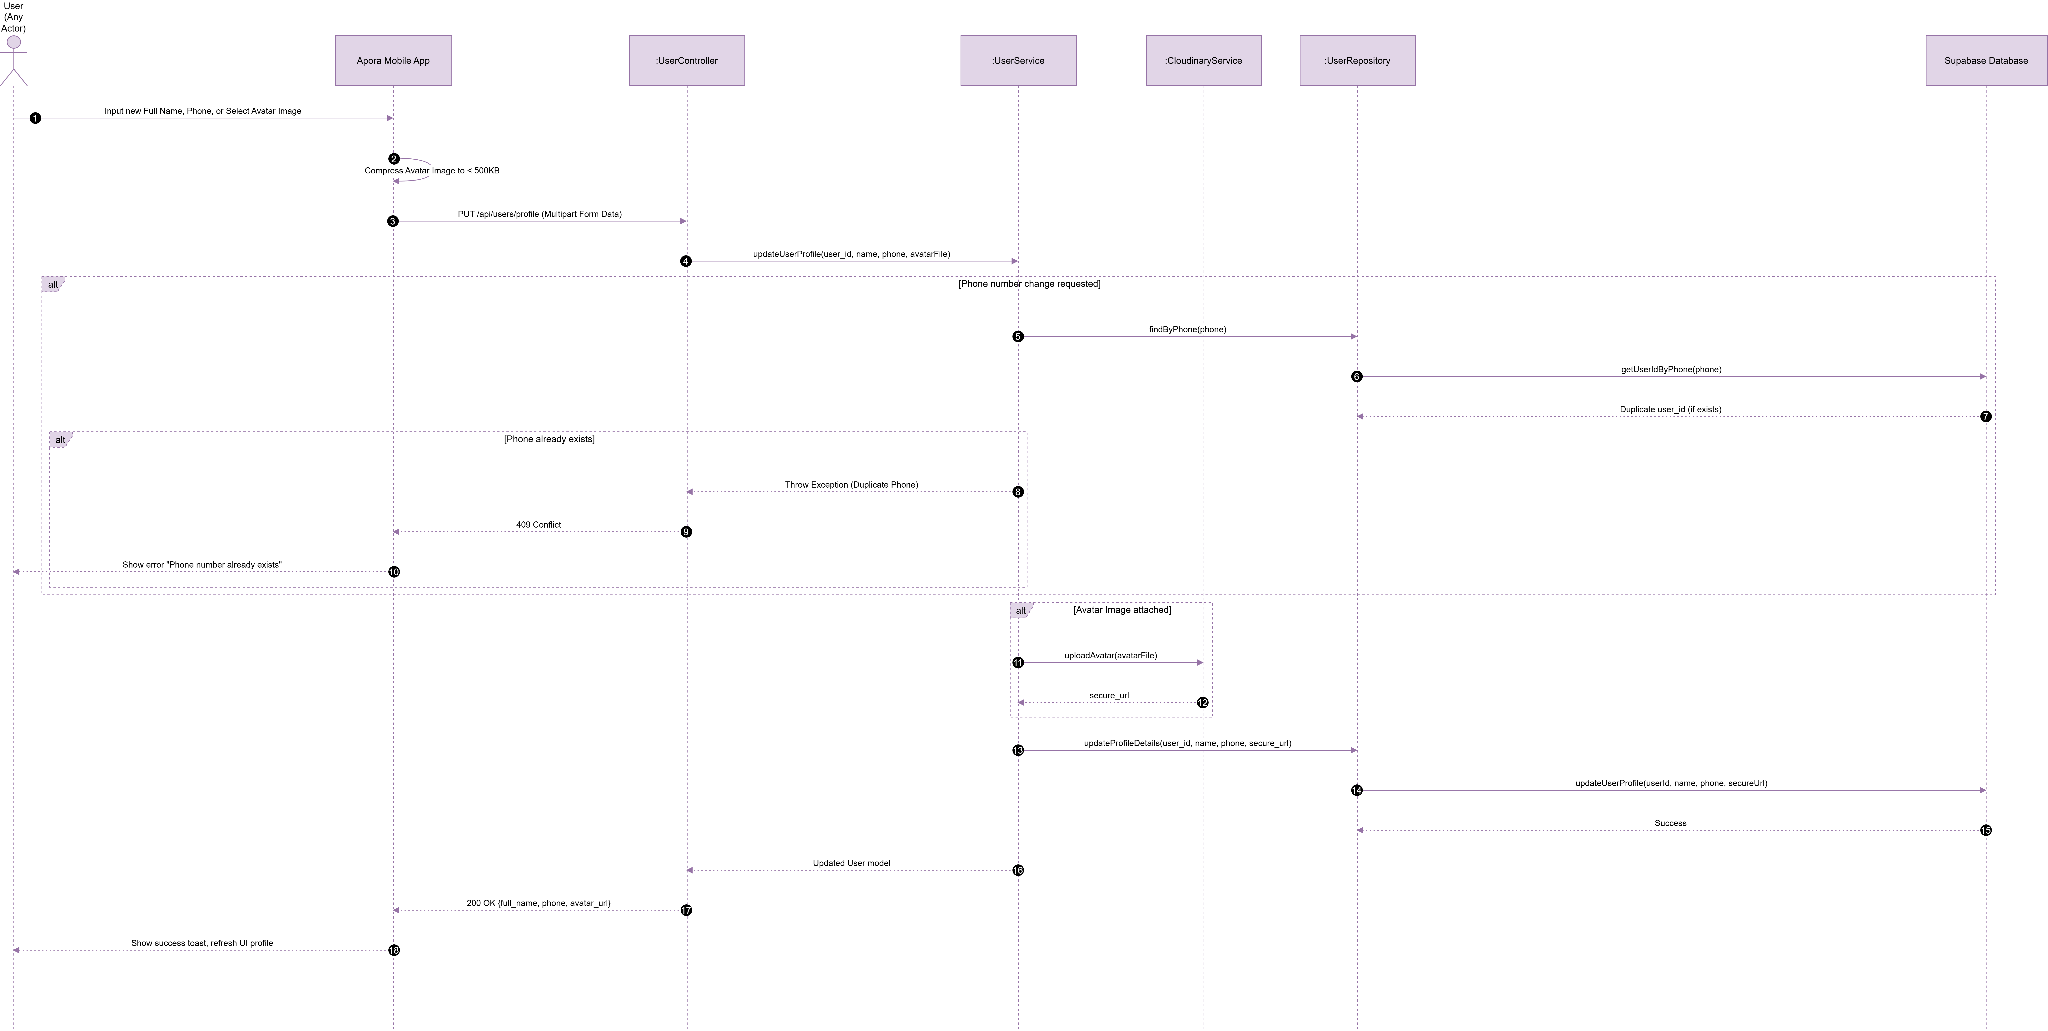 User
(Any
Actor)
Apora Mobile App
:UserController
:UserService
:CloudinaryService
:UserRepository
Supabase Database
1
Input new Full Name, Phone, or Select Avatar Image
2
Compress Avatar Image to < 500KB
3
PUT /api/users/profile (Multipart Form Data)
4
updateUserProfile(user_id, name, phone, avatarFile)
alt
[Phone number change requested]
5
findByPhone(phone)
6
getUserIdByPhone(phone)
Duplicate user_id (if exists)
7
alt
[Phone already exists]
Throw Exception (Duplicate Phone)
8
409 Conflict
9
Show error "Phone number already exists"
10
alt
[Avatar Image attached]
11
uploadAvatar(avatarFile)
secure_url
12
13
updateProfileDetails(user_id, name, phone, secure_url)
14
updateUserProfile(userId, name, phone, secureUrl)
Success
15
Updated User model
16
200 OK {full_name, phone, avatar_url}
17
Show success toast, refresh UI profile
18